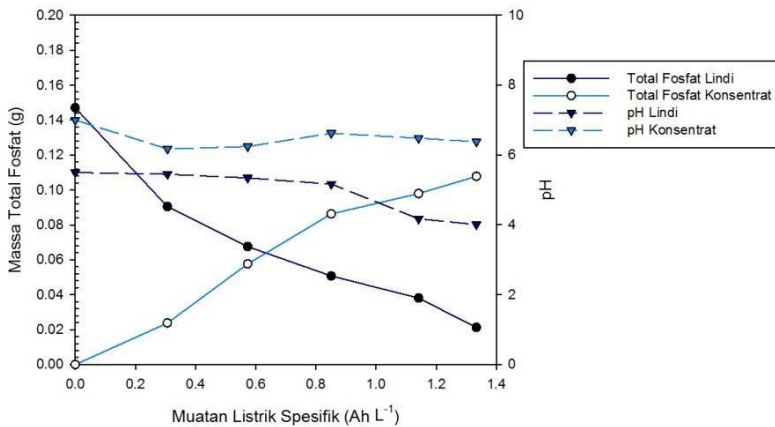 0.20
0.18
0.16
0.14
0.12
0.10
0.08
0.06
0.04
0.02
0.00
Massa Total Fosfat (g)
0.0 0.2 0.4 0.6 0.8 1.0 1.2 1.4
Muatan Listrik Spesifik (Ah L⁻¹)
10
8
6
4
2
0
pH
Total Fosfat Lindi
Total Fosfat Konsentrat
pH Lindi
pH Konsentrat